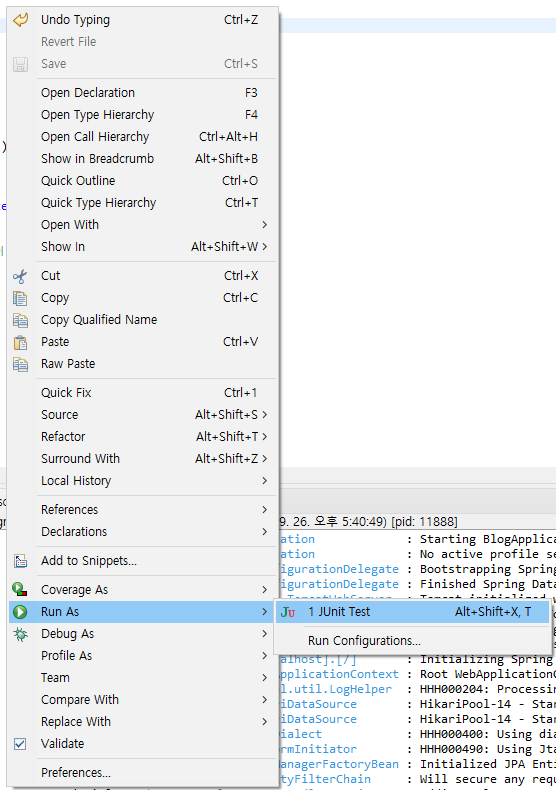 Undo Typing Ctrl+Z
Revert File
Save Ctrl+S
Open Declaration F3
Open Type Hierarchy F4
Open Call Hierarchy Ctrl+Alt+H
)
Show in Breadcrumb Alt+Shift+B
Quick Outline Ctrl+O
Quick Type Hierarchy Ctrl+T
Open With
Show In Alt+Shift+W
Cut Ctrl+X
Copy Ctrl+C
Copy Qualified Name
Paste Ctrl+V
Raw Paste
Quick Fix Ctrl+1
Source Alt+Shift+S
Refactor Alt+Shift+T
Surround With Alt+Shift+Z
Local History
References
Declarations
Add to Snippets...
Coverage As
Run As
Debug As
Profile As
Team
Compare With
Replace With
Validate
Preferences...
1 JUnit Test Alt+Shift+X, T
Run Configurations...
9. 26. 오후 5:40:49) [pid: 11888]
ation : Starting BlogApplica
ation : No active profile se
figurationDelegate : Bootstrapping Spring
figurationDelegate : Finished Spring Data
alhost].[/] : Initializing Spring
ApplicationContext : Root WebApplicationC
l.util.LogHelper : HHH000204: Processin
iDataSource : HikariPool-14 - Star
iDataSource : HikariPool-14 - Star
ialect : HHH000400: Using dia
rmInitiator : HHH000490: Using Jta
anagerFactoryBean : Initialized JPA Enti
tyFilterChain : Will secure any requ